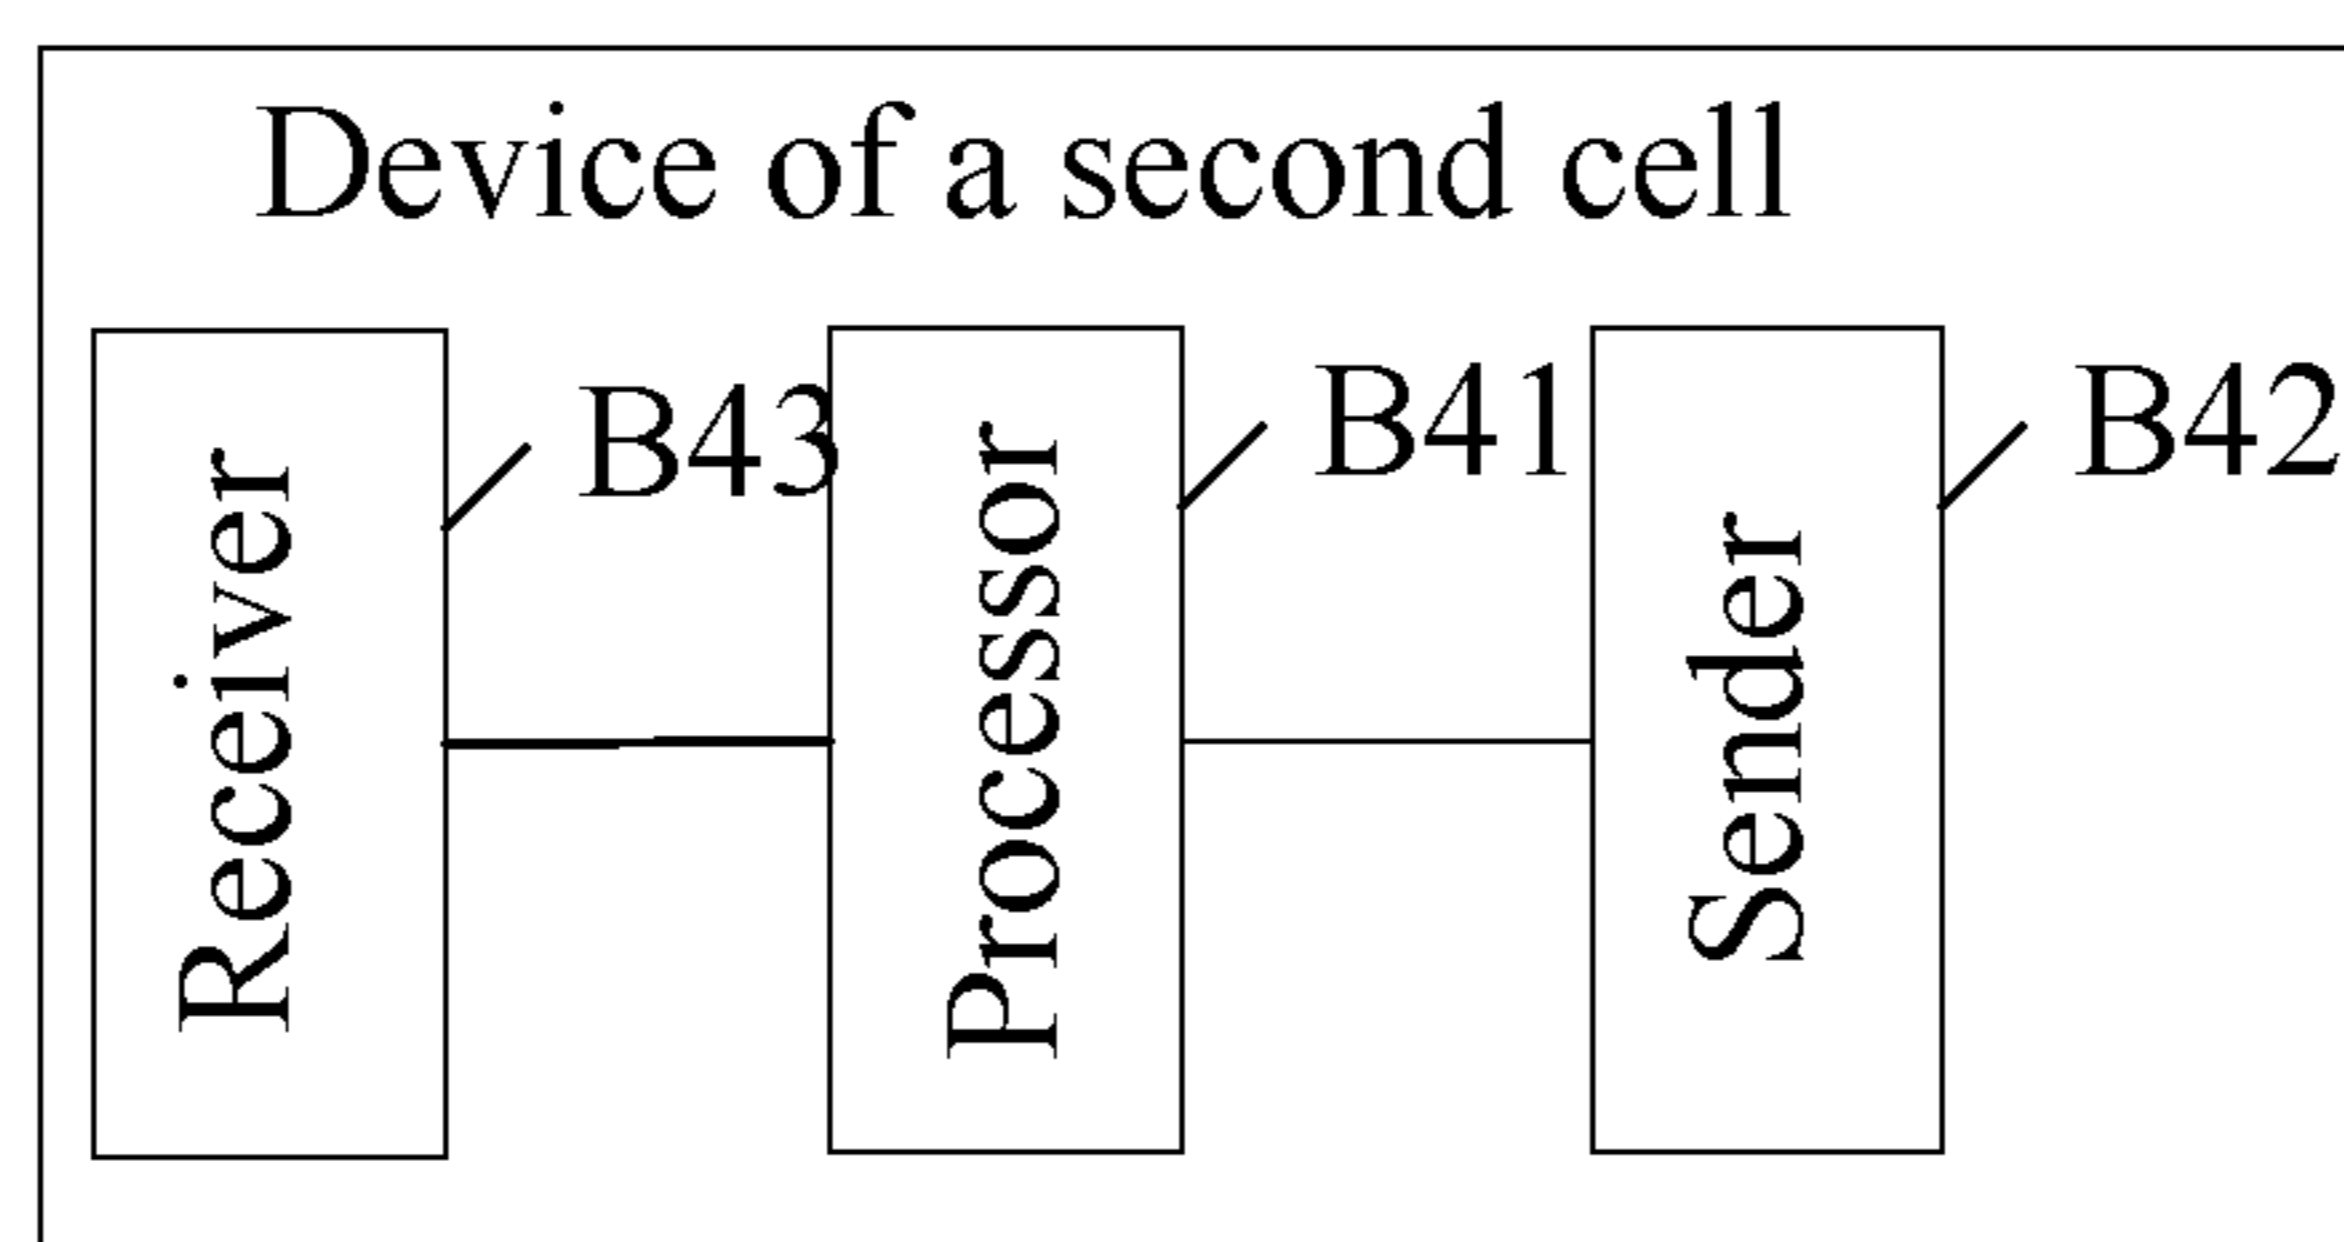 Device of a second cell
Receiver
B43
Processor
B41
Sender
B42